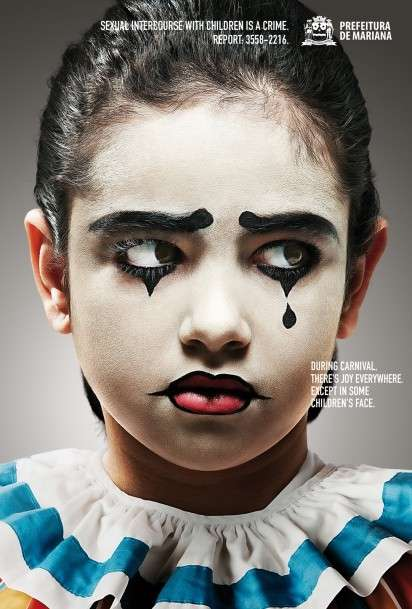 SEXUAL INTERCOURSE WITH CHILDREN IS A CRIME.
REPORT: 3558-2216.
PREFEITURA
DE MARIANA
DURING CARNIVAL,
THERE'S JOY EVERYWHERE.
EXCEPT IN SOME
CHILDREN'S FACE.